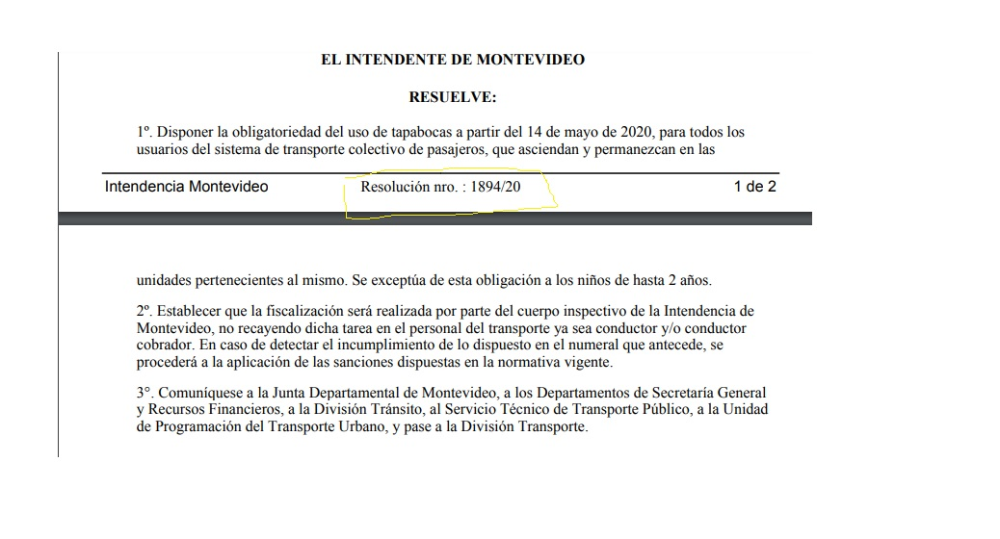 EL INTENDENTE DE MONTEVIDEO
RESUELVE:
1º. Disponer la obligatoriedad del uso de tapabocas a partir del 14 de mayo de 2020, para todos los
usuarios del sistema de transporte colectivo de pasajeros, que asciendan y permanezcan en las
Intendencia Montevideo Resolución nro. : 1894/20 1 de 2
unidades pertenecientes al mismo. Se exceptúa de esta obligación a los niños de hasta 2 años.
2º. Establecer que la fiscalización será realizada por parte del cuerpo inspectivo de la Intendencia de
Montevideo, no recayendo dicha tarea en el personal del transporte ya sea conductor y/o conductor
cobrador. En caso de detectar el incumplimiento de lo dispuesto en el numeral que antecede, se
procederá a la aplicación de las sanciones dispuestas en la normativa vigente.
3°. Comuníquese a la Junta Departamental de Montevideo, a los Departamentos de Secretaría General
y Recursos Financieros, a la División Tránsito, al Servicio Técnico de Transporte Público, a la Unidad
de Programación del Transporte Urbano, y pase a la División Transporte.